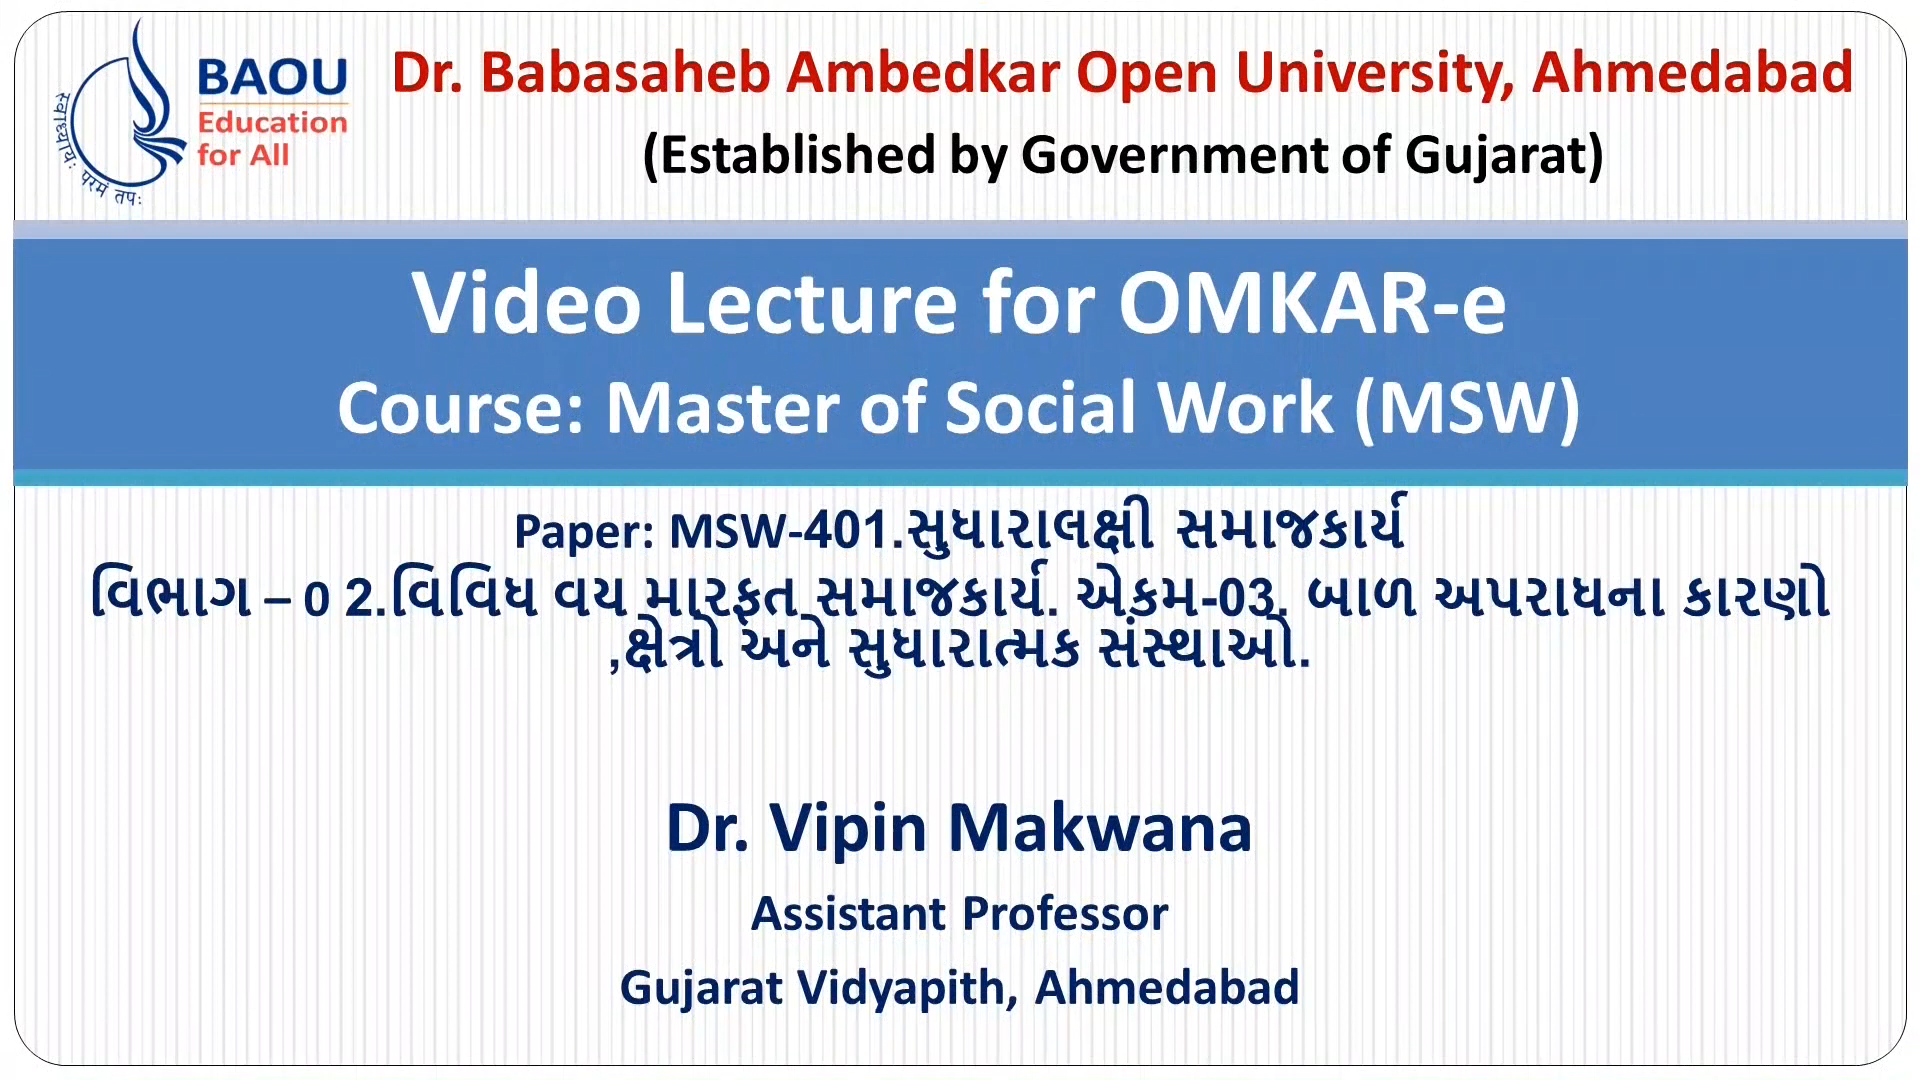 स्वाध्यायः परमं तपः
BAOU
Education
for All
Dr. Babasaheb Ambedkar Open University, Ahmedabad
(Established by Government of Gujarat)
Video Lecture for OMKAR-e
Course: Master of Social Work (MSW)
Paper: MSW-401.સુધારાલક્ષી સમાજકાર્ય
વિભાગ – 0 2.વિવિધ વય મારફત સમાજકાર્ય. એકમ-03. બાળ અપરાધના કારણો
,ક્ષેત્રો અને સુધારાત્મક સંસ્થાઓ.
Dr. Vipin Makwana
Assistant Professor
Gujarat Vidyapith, Ahmedabad